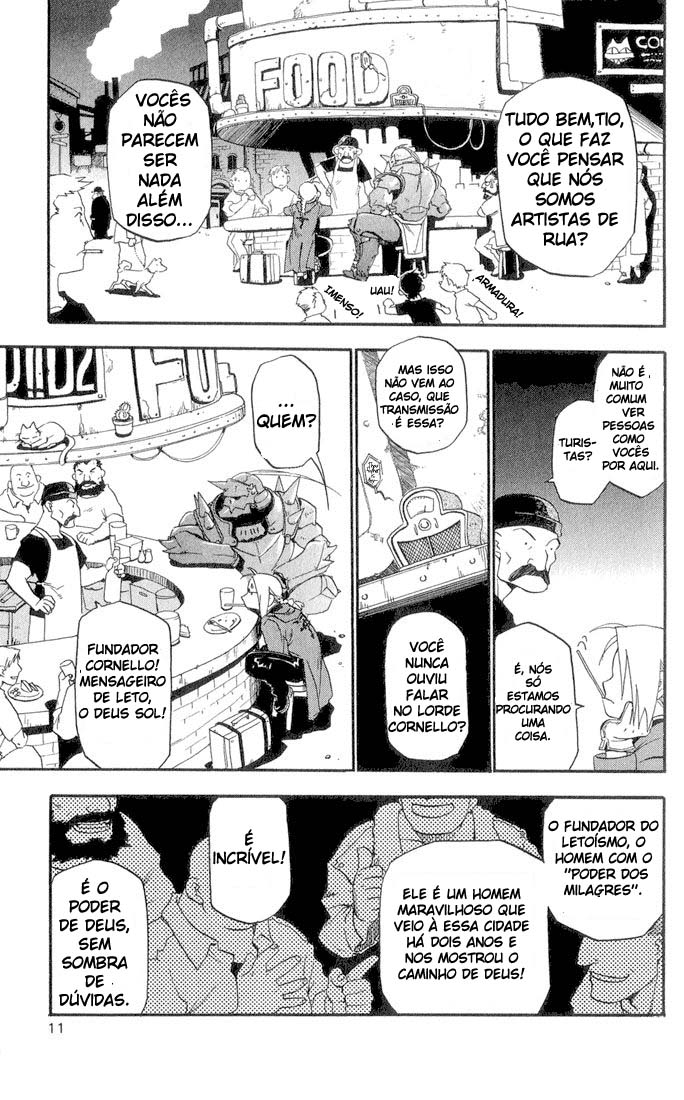 FOOD
CO
TUDO BEM,TIO,
O QUE FAZ
VOCÊ PENSAR
QUE NÓS
SOMOS
ARTISTAS DE
RUA?
VOCÊS
NÃO
PARECEM
SER
NADA
ALÉM
DISSO...
ARMADURA!
UAU!
IMENSO!
NÃO É
MUITO
COMUM
VER
PESSOAS
COMO
VOCÊS
POR AQUI.
TURIS-
TAS?
É, NÓS
SÓ
ESTAMOS
PROCURANDO
UMA
COISA.
MAS ISSO
NÃO VEM AO
CASO, QUE
TRANSMISSÃO
É ESSA?
VOCÊ
NUNCA
OUVIU
FALAR
NO LORDE
CORNELLO?
...
QUEM?
FUNDADOR
CORNELLO!
MENSAGEIRO
DE LETO,
O DEUS SOL!
O FUNDADOR DO
LETOÍSMO, O
HOMEM COM O
"PODER DOS
MILAGRES".
ELE É UM HOMEM
MARAVILHOSO QUE
VEIO À ESSA CIDADE
HÁ DOIS ANOS E
NOS MOSTROU O
CAMINHO DE DEUS!
É
INCRÍVEL!
É O
PODER
DE DEUS,
SEM
SOMBRA
DE
DÚVIDAS.
11